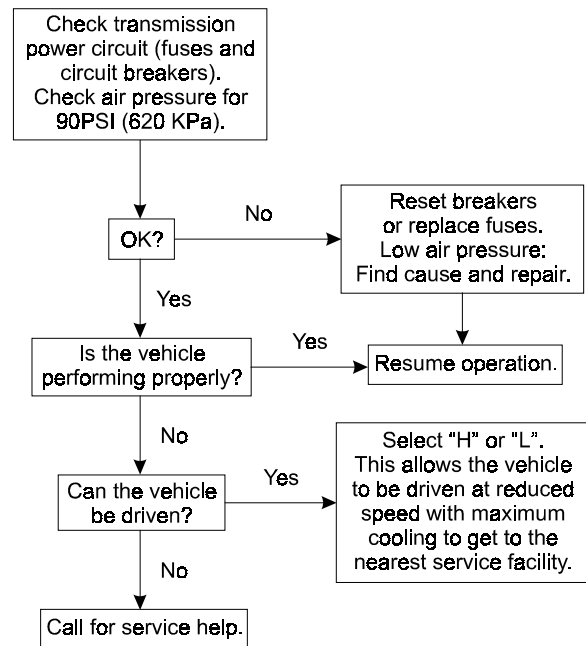 Check transmission
power circuit (fuses and
circuit breakers).
Check air pressure for
90PSI (620 KPa).
No
OK?
Reset breakers
or replace fuses.
Low air pressure:
Find cause and repair.
Yes
Is the vehicle
performing properly?
Yes
Resume operation.
No
Can the vehicle
be driven?
Yes
Select "H" or "L".
This allows the vehicle
to be driven at reduced
speed with maximum
cooling to get to the
nearest service facility.
No
Call for service help.